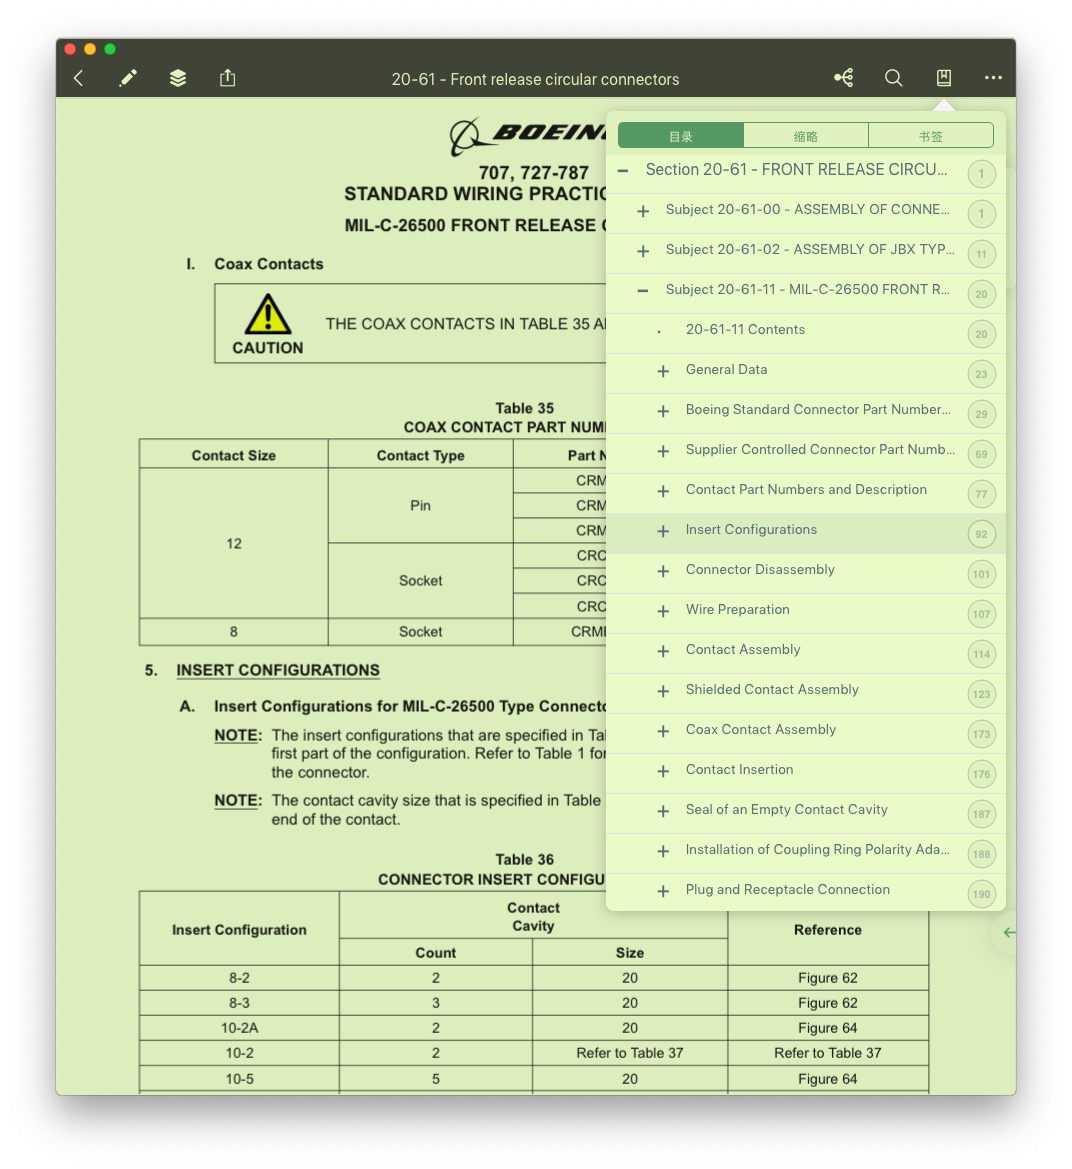 20-61 - Front release circular connectors
BOEIN
707, 727-787
STANDARD WIRING
MIL-C-26500 FRONT RELEASE
I. Coax Contacts
CAUTION
THE COAX CONTACTS IN TABLE 35
Table 35
COAX CONTACT PART
Contact Size Contact Type Part
12 Pin CRM
CRM
CRM
Socket CRC
CRC
CRC
8 Socket CRM
5. INSERT CONFIGURATIONS
A. Insert Configurations for MIL-C-26500 Type
NOTE: The insert configurations that are specified in
first part of the configuration. Refer to Table 1 for
the connector.
NOTE: The contact cavity size that is specified in Table
end of the contact.
Table 36
CONNECTOR INSERT
Insert Configuration Contact Cavity Reference
Count Size
8-2 2 20 Figure 62
8-3 3 20 Figure 62
10-2A 2 20 Figure 64
10-2 2 Refer to Table 37 Refer to Table 37
10-5 5 20 Figure 64
目录 缩略 书签
Section 20-61 - FRONT RELEASE CIRCU... 1
Subject 20-61-00 - ASSEMBLY OF CONNE... 1
Subject 20-61-02 - ASSEMBLY OF JBX TYP... 11
Subject 20-61-11 - MIL-C-26500 FRONT R... 20
20-61-11 Contents 20
General Data 23
Boeing Standard Connector Part Number... 29
Supplier Controlled Connector Part Numb... 69
Contact Part Numbers and Description 77
Insert Configurations 92
Connector Disassembly 101
Wire Preparation 107
Contact Assembly 114
Shielded Contact Assembly 123
Coax Contact Assembly 173
Contact Insertion 176
Seal of an Empty Contact Cavity 187
Installation of Coupling Ring Polarity Ada... 188
Plug and Receptacle Connection 190